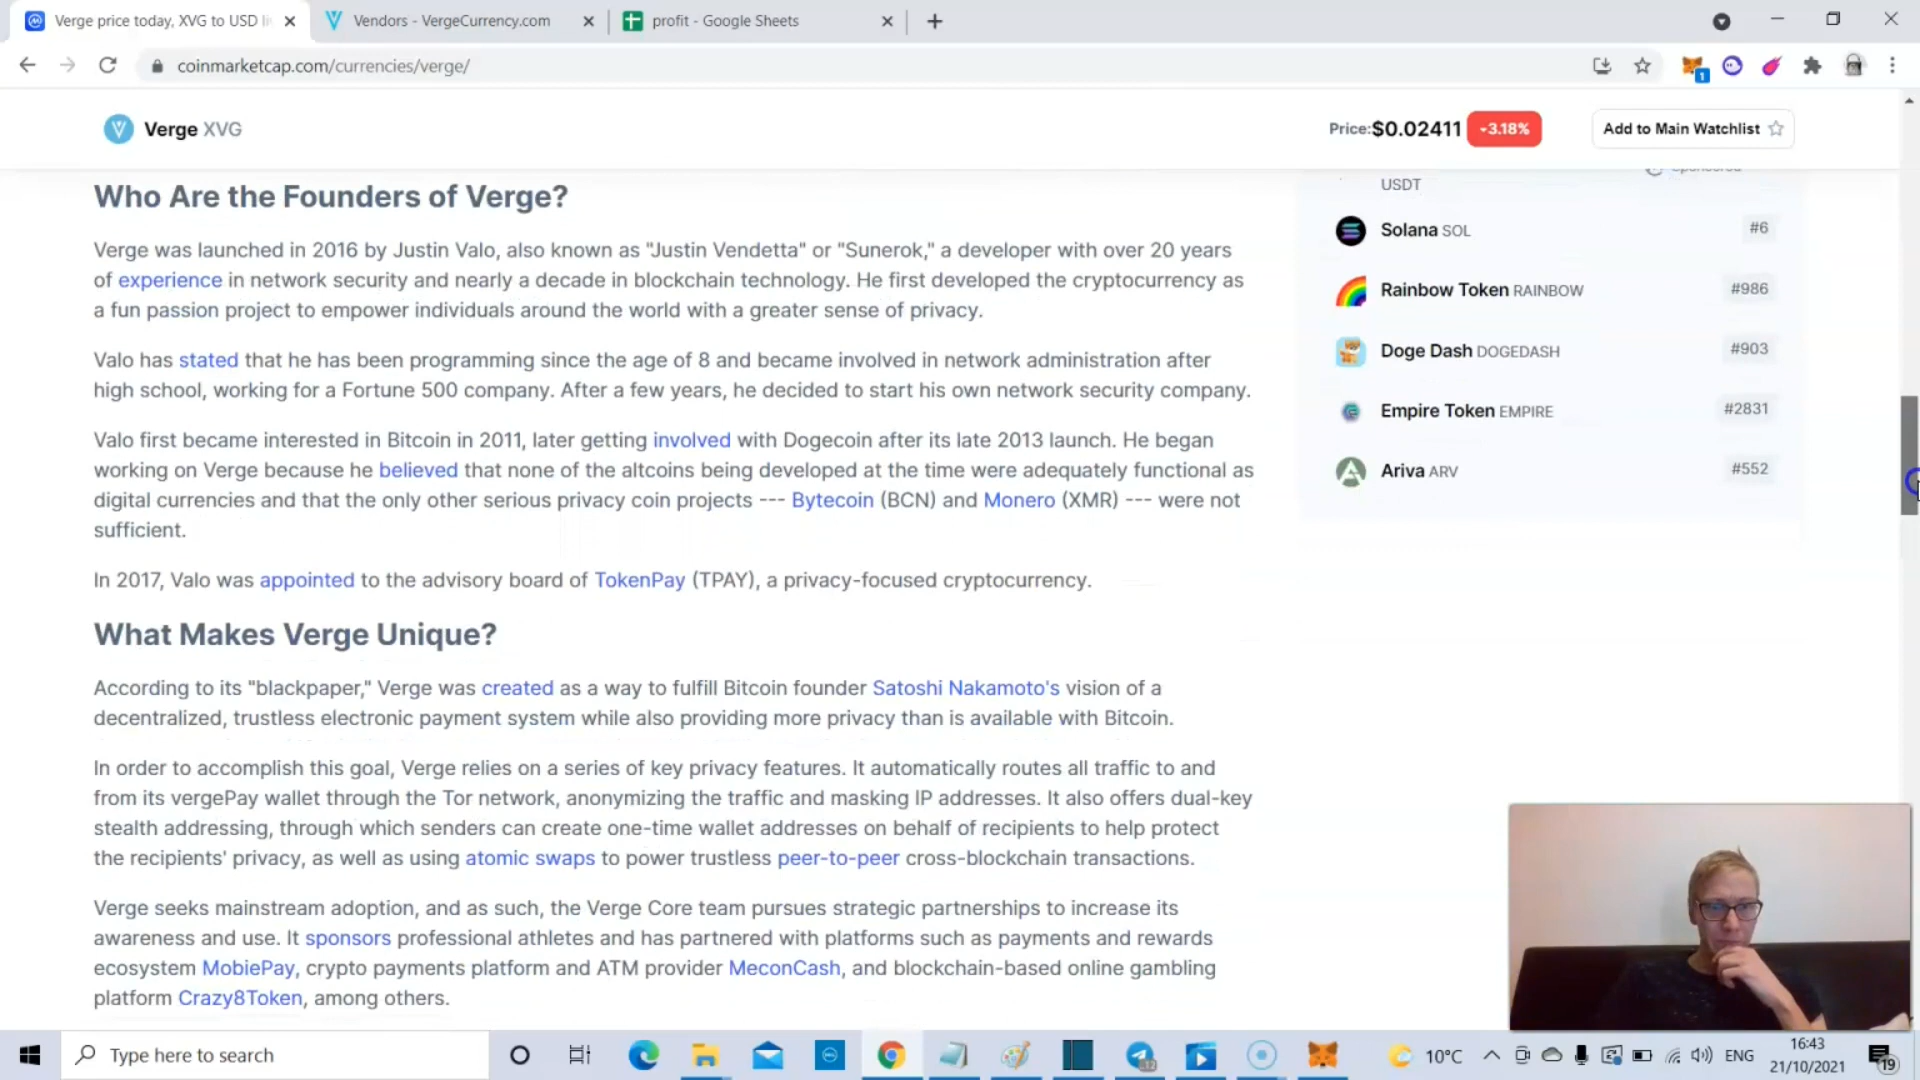 Verge price today, XVG to USD li
Vendors - VergeCurrency.com
profit - Google Sheets
coinmarketcap.com/currencies/verge/
1
Verge XVG
Price:$0.02411
-3.18%
Add to Main Watchlist
Who Are the Founders of Verge?
Verge was launched in 2016 by Justin Valo, also known as "Justin Vendetta" or "Sunerok," a developer with over 20 years
of experience in network security and nearly a decade in blockchain technology. He first developed the cryptocurrency as
a fun passion project to empower individuals around the world with a greater sense of privacy.
Valo has stated that he has been programming since the age of 8 and became involved in network administration after
high school, working for a Fortune 500 company. After a few years, he decided to start his own network security company.
Valo first became interested in Bitcoin in 2011, later getting involved with Dogecoin after its late 2013 launch. He began
working on Verge because he believed that none of the altcoins being developed at the time were adequately functional as
digital currencies and that the only other serious privacy coin projects --- Bytecoin (BCN) and Monero (XMR) --- were not
sufficient.
In 2017, Valo was appointed to the advisory board of TokenPay (TPAY), a privacy-focused cryptocurrency.
What Makes Verge Unique?
According to its "blackpaper," Verge was created as a way to fulfill Bitcoin founder Satoshi Nakamoto's vision of a
decentralized, trustless electronic payment system while also providing more privacy than is available with Bitcoin.
In order to accomplish this goal, Verge relies on a series of key privacy features. It automatically routes all traffic to and
from its vergePay wallet through the Tor network, anonymizing the traffic and masking IP addresses. It also offers dual-key
stealth addressing, through which senders can create one-time wallet addresses on behalf of recipients to help protect
the recipients' privacy, as well as using atomic swaps to power trustless peer-to-peer cross-blockchain transactions.
Verge seeks mainstream adoption, and as such, the Verge Core team pursues strategic partnerships to increase its
awareness and use. It sponsors professional athletes and has partnered with platforms such as payments and rewards
ecosystem MobiePay, crypto payments platform and ATM provider MeconCash, and blockchain-based online gambling
platform Crazy8Token, among others.
USDT
Solana SOL #6
Rainbow Token RAINBOW #986
Doge Dash DOGEDASH #903
Empire Token EMPIRE #2831
Ariva ARV #552
Type here to search
10°C
ENG
16:43
21/10/2021
19